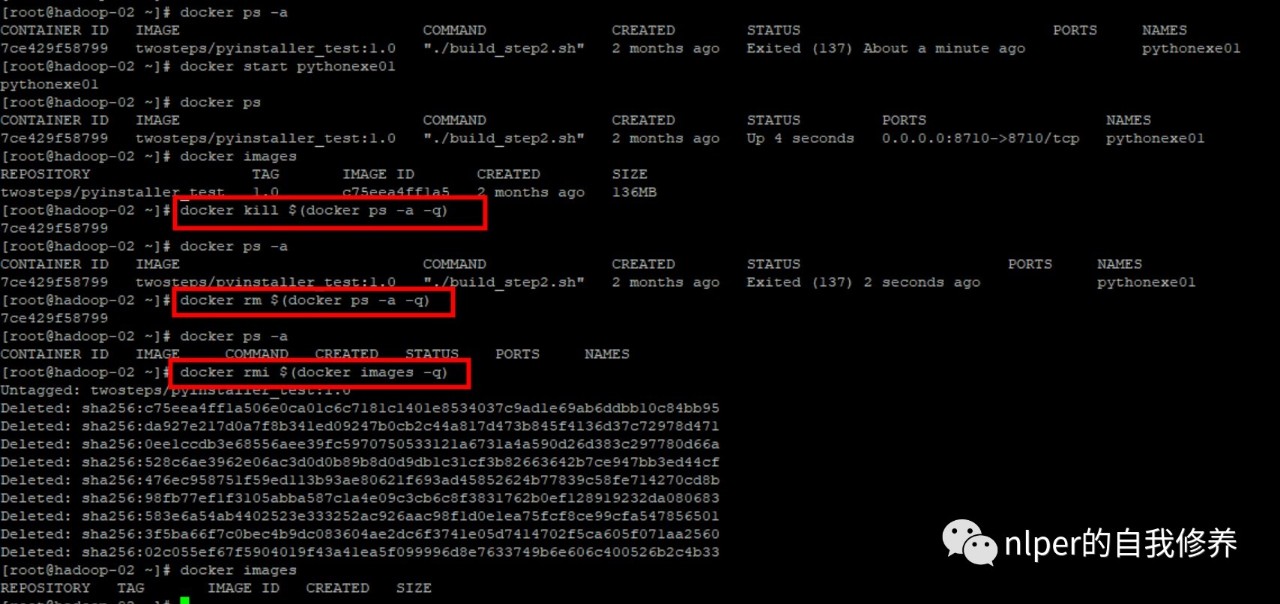 [root@hadoop-02 ~]# docker ps -a
CONTAINER ID IMAGE COMMAND CREATED STATUS PORTS NAMES
7ce429f58799 twosteps/pyinstaller_test:1.0 "./build_step2.sh" 2 months ago Exited (137) About a minute ago pythonexe01
[root@hadoop-02 ~]# docker start pythonexe01
pythonexe01
[root@hadoop-02 ~]# docker ps
CONTAINER ID IMAGE COMMAND CREATED STATUS PORTS NAMES
7ce429f58799 twosteps/pyinstaller_test:1.0 "./build_step2.sh" 2 months ago Up 4 seconds 0.0.0.0:8710->8710/tcp pythonexe01
[root@hadoop-02 ~]# docker images
REPOSITORY TAG IMAGE ID CREATED SIZE
twosteps/pyinstaller_test 1.0 c75eea4ff1a5 2 months ago 136MB
[root@hadoop-02 ~]# docker kill $(docker ps -a -q)
7ce429f58799
[root@hadoop-02 ~]# docker ps -a
CONTAINER ID IMAGE COMMAND CREATED STATUS PORTS NAMES
7ce429f58799 twosteps/pyinstaller_test:1.0 "./build_step2.sh" 2 months ago Exited (137) 2 seconds ago pythonexe01
[root@hadoop-02 ~]# docker rm $(docker ps -a -q)
7ce429f58799
[root@hadoop-02 ~]# docker ps -a
CONTAINER ID IMAGE COMMAND CREATED STATUS PORTS NAMES
[root@hadoop-02 ~]# docker rmi $(docker images -q)
Untagged: twosteps/pyinstaller_test:1.0
Deleted: sha256:c75eea4ff1a506e0ca01c6c7181c1401e8534037c9ad1e69ab6ddbb10c84bb95
Deleted: sha256:da927e217d0a7f8b341ed09247b0cb2c44a817d473b845f4136d37c72978d471
Deleted: sha256:0ee1ccdb3e68556aee39fc5970750533121a6731a4a590d26d383c297780d66a
Deleted: sha256:528c6ae3962e06ac3d0d0b89b8d0d9db1c31cf3b82663642b7ce947bb3ed44cf
Deleted: sha256:476ec958751f59ed113b93ae80621f693ad45852624b77839c58fe714270cd8b
Deleted: sha256:98fb77ef1f3105abba587c1a4e09c3cb6c8f3831762b0ef128919232da080683
Deleted: sha256:583e6a54ab4402523e333252ac926aac98f1d0e1ea75fcf8ce99cfa547856501
Deleted: sha256:3f5ba66f7c0bec4b9dc083604ae2dc6f3741e05d7414702f5ca605f071aa2560
Deleted: sha256:02c055ef67f5904019f43a41ea5f099996d8e7633749b6e606c400526b2c4b33
[root@hadoop-02 ~]# docker images
REPOSITORY TAG IMAGE ID CREATED SIZE
nlper的自我修养